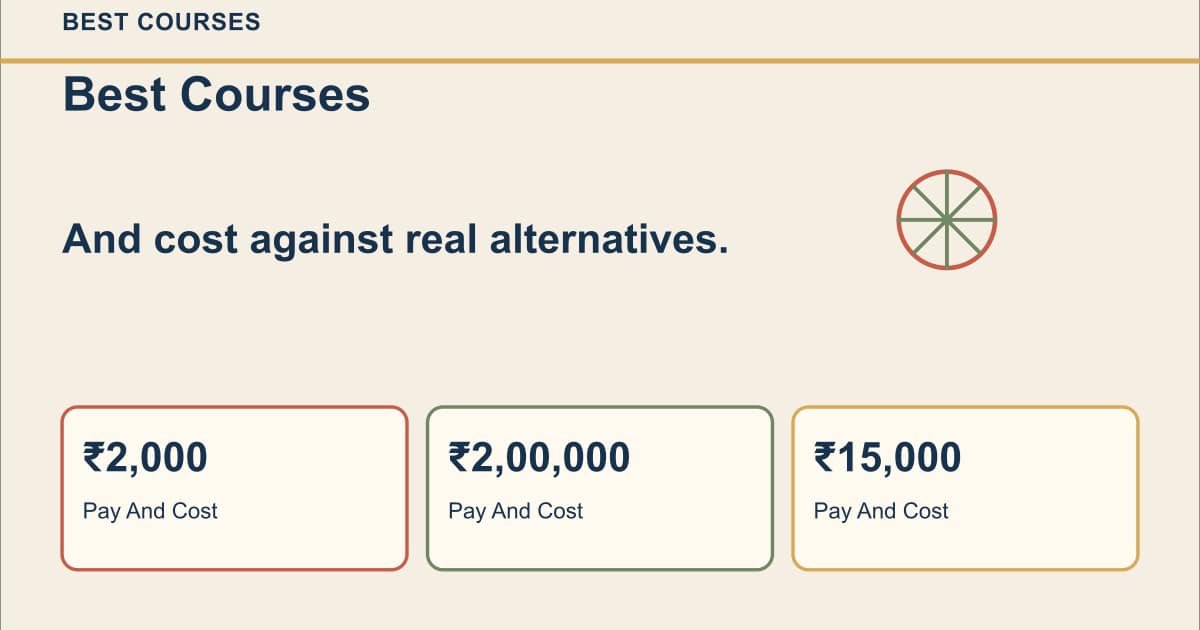 BEST COURSES
Best Courses
And cost against real alternatives.
₹2,000
Pay And Cost
₹2,00,000
Pay And Cost
₹15,000
Pay And Cost